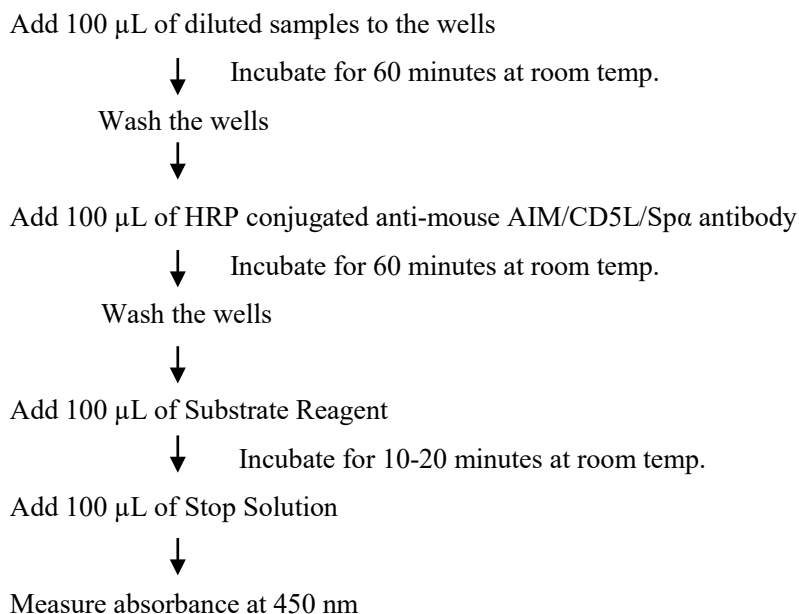 Add 100 µL of diluted samples to the wells
Incubate for 60 minutes at room temp.
Wash the wells
Add 100 µL of HRP conjugated anti-mouse AIM/CD5L/Spα antibody
Incubate for 60 minutes at room temp.
Wash the wells
Add 100 µL of Substrate Reagent
Incubate for 10-20 minutes at room temp.
Add 100 µL of Stop Solution
Measure absorbance at 450 nm